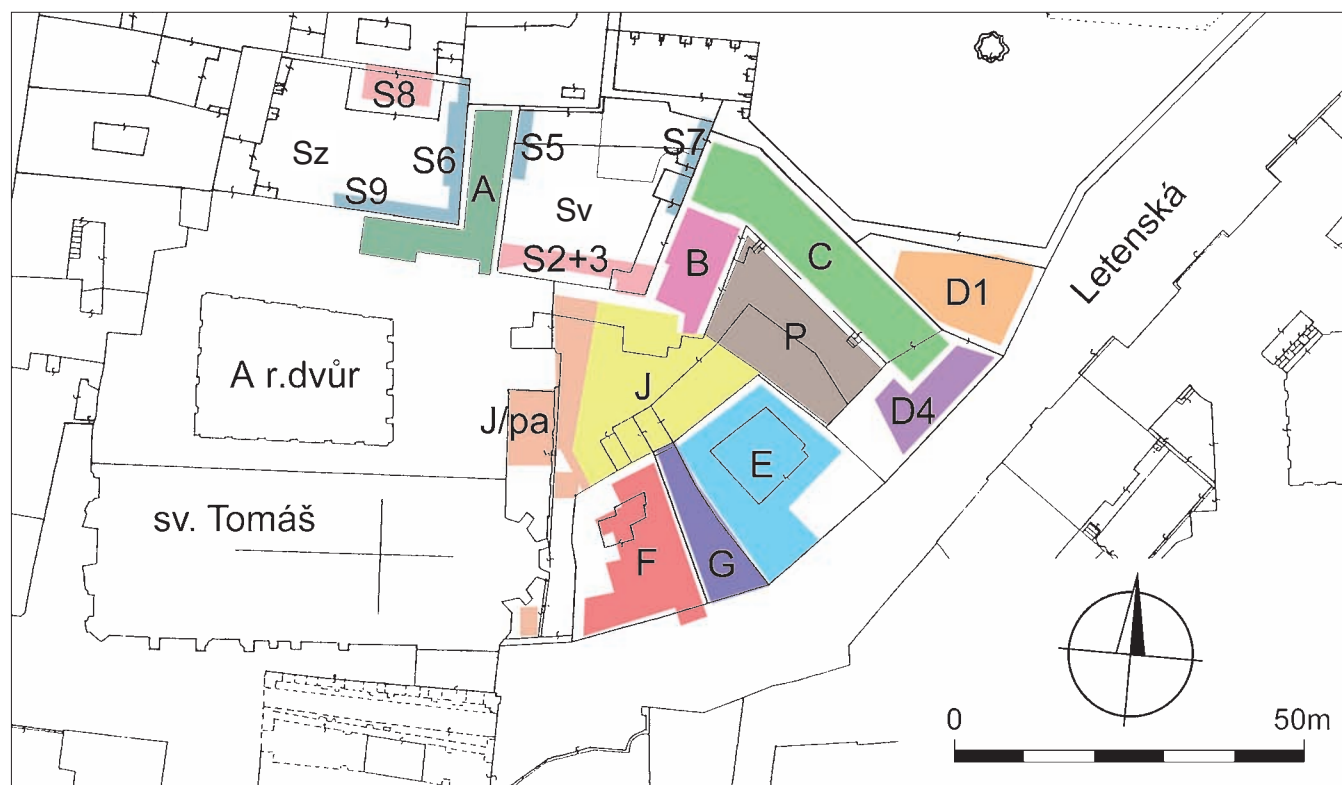 S8
Sz
S6
S9
A
S5
S7
Sv
S2+3
B
C
D1
Letenská
P
A r.dvůr
J
J/pa
D4
E
sv. Tomáš
F
G
0
50m